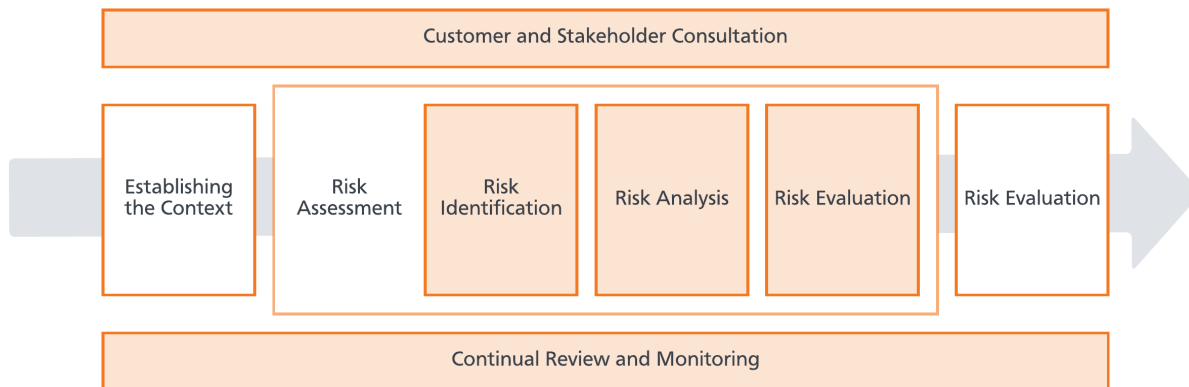 Customer and Stakeholder Consultation
Establishing
the Context
Risk
Assessment
Risk
Identification
Risk Analysis
Risk Evaluation
Risk Evaluation
Continual Review and Monitoring